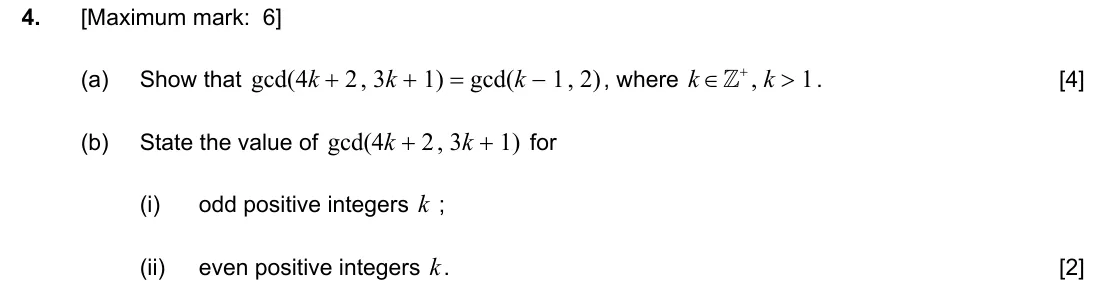 4. [Maximum mark: 6]
(a) Show that gcd(4k + 2, 3k + 1) = gcd(k − 1, 2), where k ∈ ℤ⁺, k > 1. [4]
(b) State the value of gcd(4k + 2, 3k + 1) for
(i) odd positive integers k ;
(ii) even positive integers k. [2]